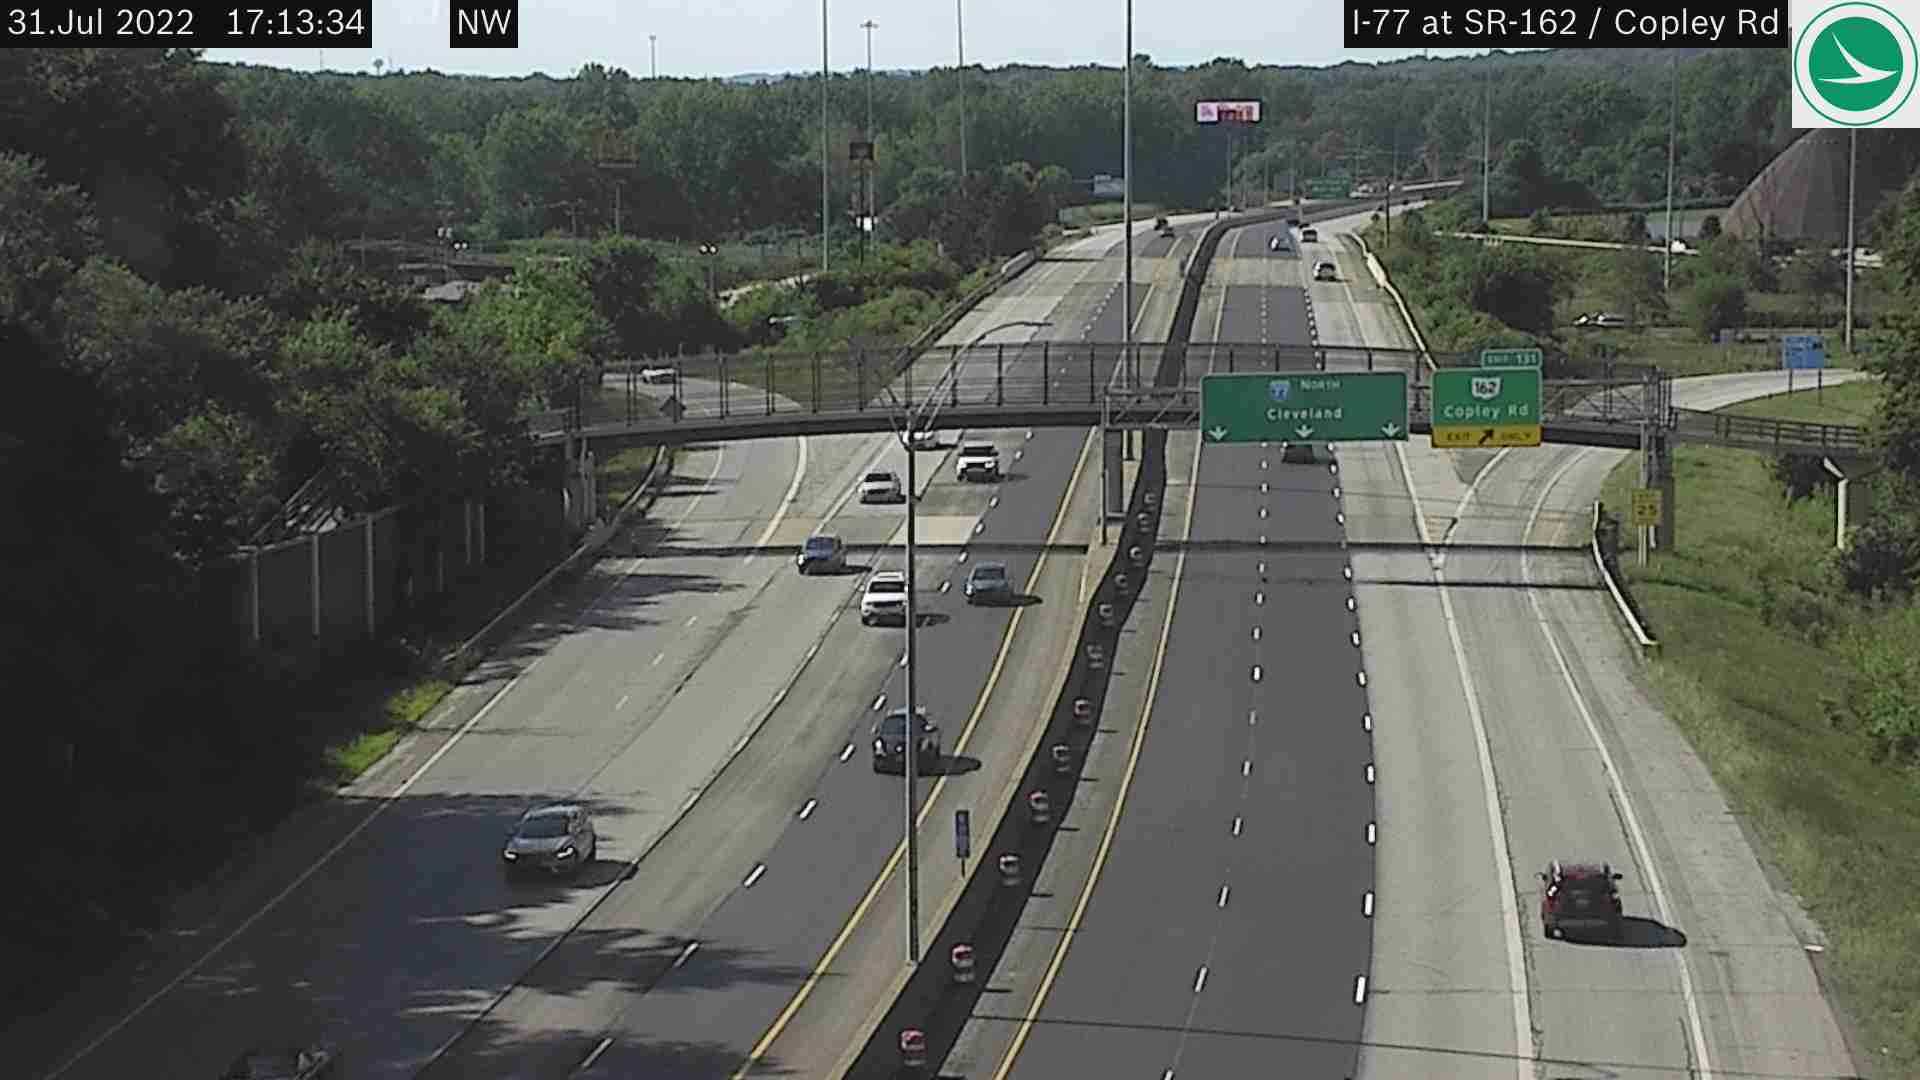 31.Jul 2022 17:13:34
NW
I-77 at SR-162 / Copley Rd
EXIT 131
NORTH
Cleveland
162
Copley Rd
EXIT ONLY
25